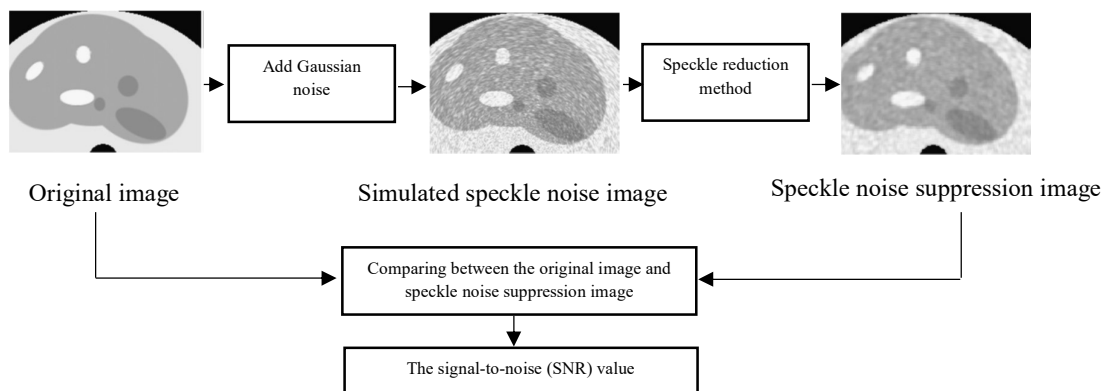 Add Gaussian
noise
Speckle reduction
method
Original image
Simulated speckle noise image
Speckle noise suppression image
Comparing between the original image and
speckle noise suppression image
The signal-to-noise (SNR) value